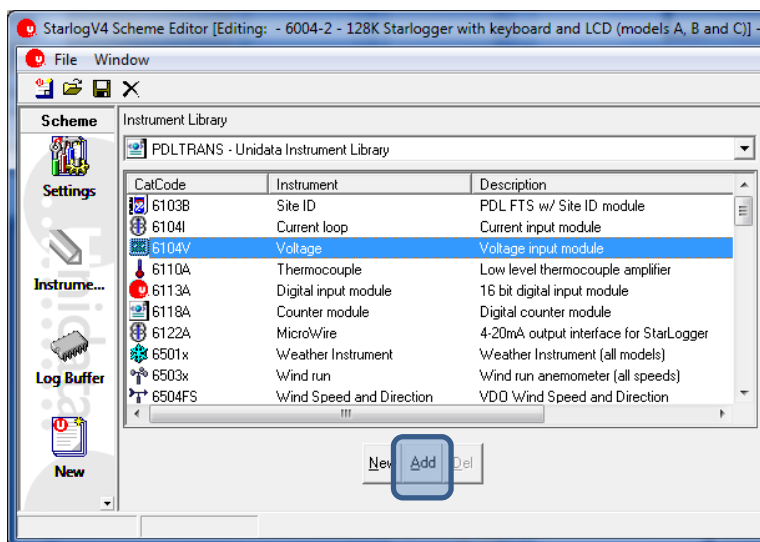 StarlogV4 Scheme Editor [Editing: - 6004-2 - 128K Starlogger with keyboard and LCD (models A, B and C)] -
File Window
Scheme
Settings
Instrume...
Log Buffer
New
Instrument Library
PDLTRANS - Unidata Instrument Library
CatCode Instrument Description
6103B Site ID PDL FTS w/ Site ID module
6104I Current loop Current input module
6104V Voltage Voltage input module
6110A Thermocouple Low level thermocouple amplifier
6113A Digital input module 16 bit digital input module
6118A Counter module Digital counter module
6122A MicroWire 4-20mA output interface for StarLogger
6501x Weather Instrument Weather Instrument (all models)
6503x Wind run Wind run anemometer (all speeds)
6504FS Wind Speed and Direction VDO Wind Speed and Direction
New Add Del
Unidata